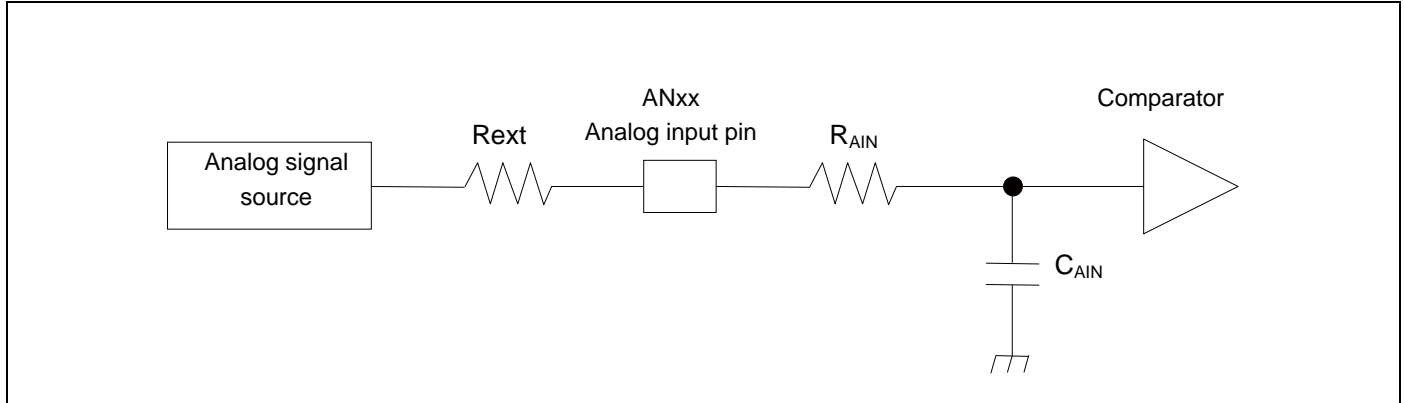 ANxx
Analog input pin
Comparator
Rext
RAIN
Analog signal
source
CAIN